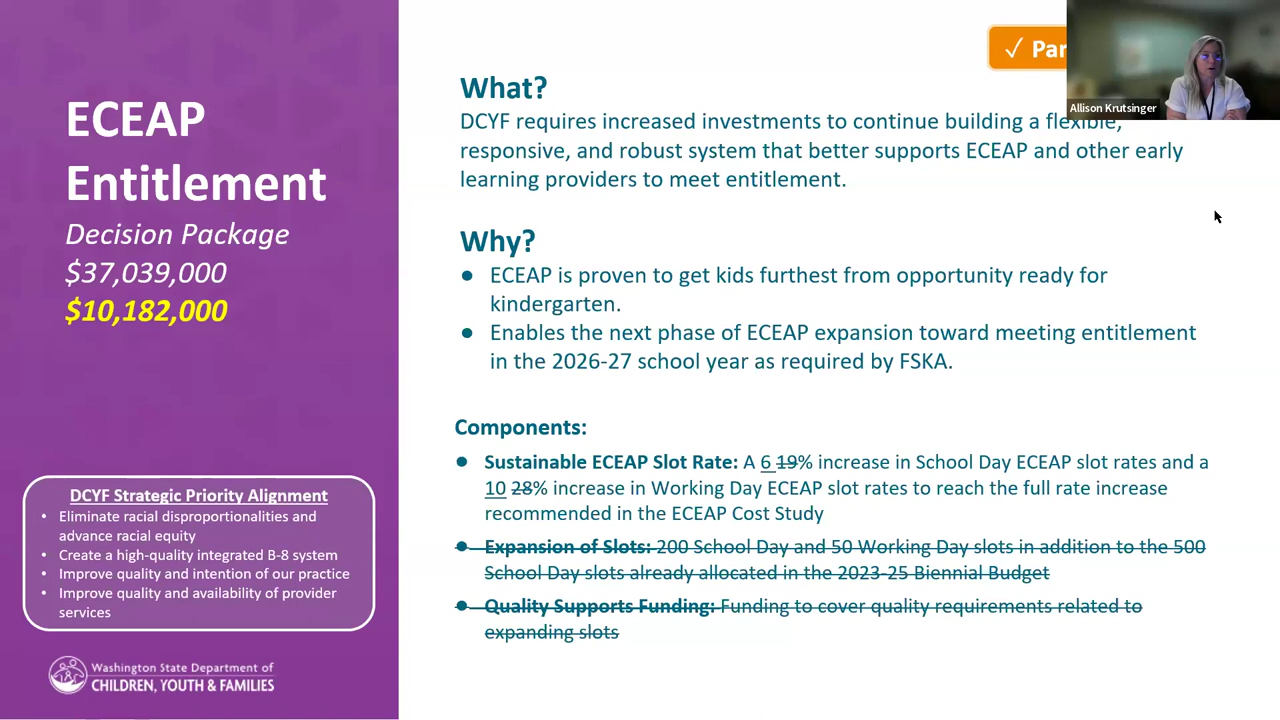 ECEAP
Entitlement
Decision Package
$37,039,000
$10,182,000
DCYF Strategic Priority Alignment
• Eliminate racial disproportionalities and
advance racial equity
• Create a high-quality integrated B-8 system
• Improve quality and intention of our practice
• Improve quality and availability of provider
services
Washington State Department of
CHILDREN, YOUTH & FAMILIES
✓ Par
Allison Krutsinger
What?
DCYF requires increased investments to continue building a flexible,
responsive, and robust system that better supports ECEAP and other early
learning providers to meet entitlement.
Why?
● ECEAP is proven to get kids furthest from opportunity ready for
kindergarten.
● Enables the next phase of ECEAP expansion toward meeting entitlement
in the 2026-27 school year as required by FSKA.
Components:
● Sustainable ECEAP Slot Rate: A 6 19% increase in School Day ECEAP slot rates and a
10 28% increase in Working Day ECEAP slot rates to reach the full rate increase
recommended in the ECEAP Cost Study
● Expansion of Slots: 200 School Day and 50 Working Day slots in addition to the 500
School Day slots already allocated in the 2023-25 Biennial Budget
● Quality Supports Funding: Funding to cover quality requirements related to
expanding slots